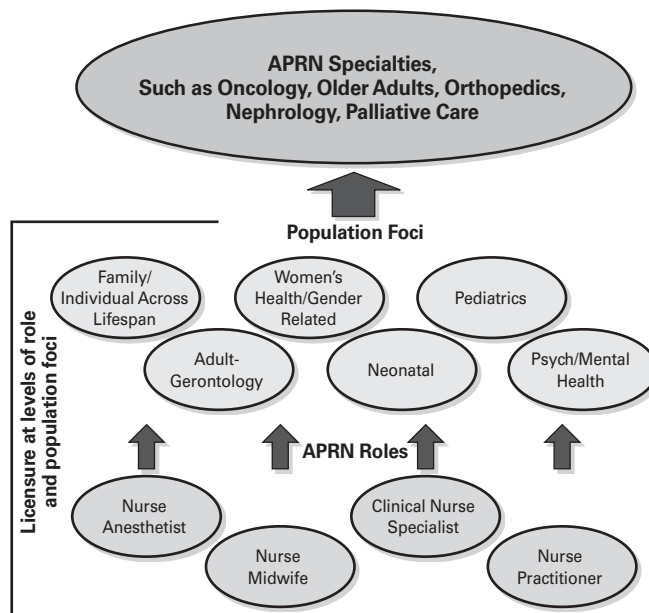 APRN Specialties,
Such as Oncology, Older Adults, Orthopedics,
Nephrology, Palliative Care
Population Foci
Family/
Individual Across
Lifespan
Women's
Health/Gender
Related
Pediatrics
Adult-
Gerontology
Neonatal
Psych/Mental
Health
Licensure at levels of role
and population foci
APRN Roles
Nurse
Anesthetist
Clinical Nurse
Specialist
Nurse
Midwife
Nurse
Practitioner